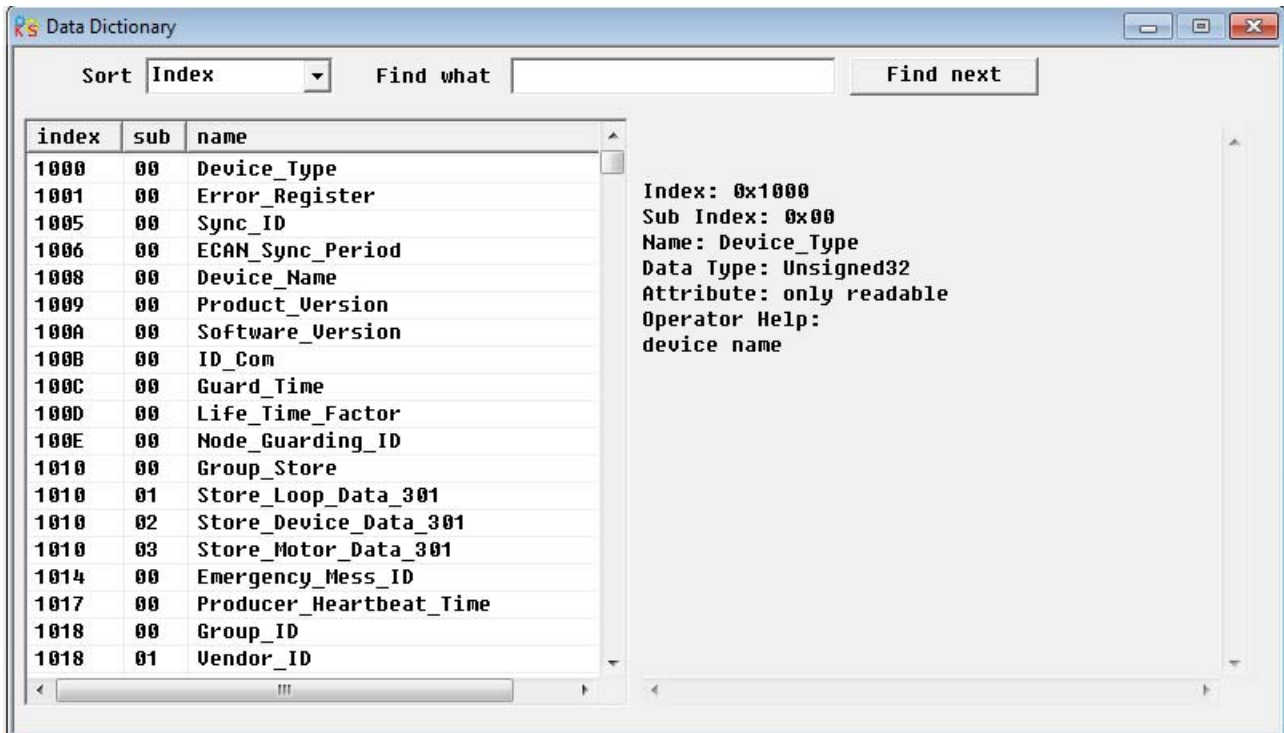 Data Dictionary
Sort Index Find what Find next
index sub name
1000 00 Device_Type
1001 00 Error_Register
1005 00 Sync_ID
1006 00 ECAN_Sync_Period
1008 00 Device_Name
1009 00 Product_Version
100A 00 Software_Version
100B 00 ID_Com
100C 00 Guard_Time
100D 00 Life_Time_Factor
100E 00 Node_Guarding_ID
1010 00 Group_Store
1010 01 Store_Loop_Data_301
1010 02 Store_Device_Data_301
1010 03 Store_Motor_Data_301
1014 00 Emergency_Mess_ID
1017 00 Producer_Heartbeat_Time
1018 00 Group_ID
1018 01 Vendor_ID
Index: 0x1000
Sub Index: 0x00
Name: Device_Type
Data Type: Unsigned32
Attribute: only readable
Operator Help:
device name